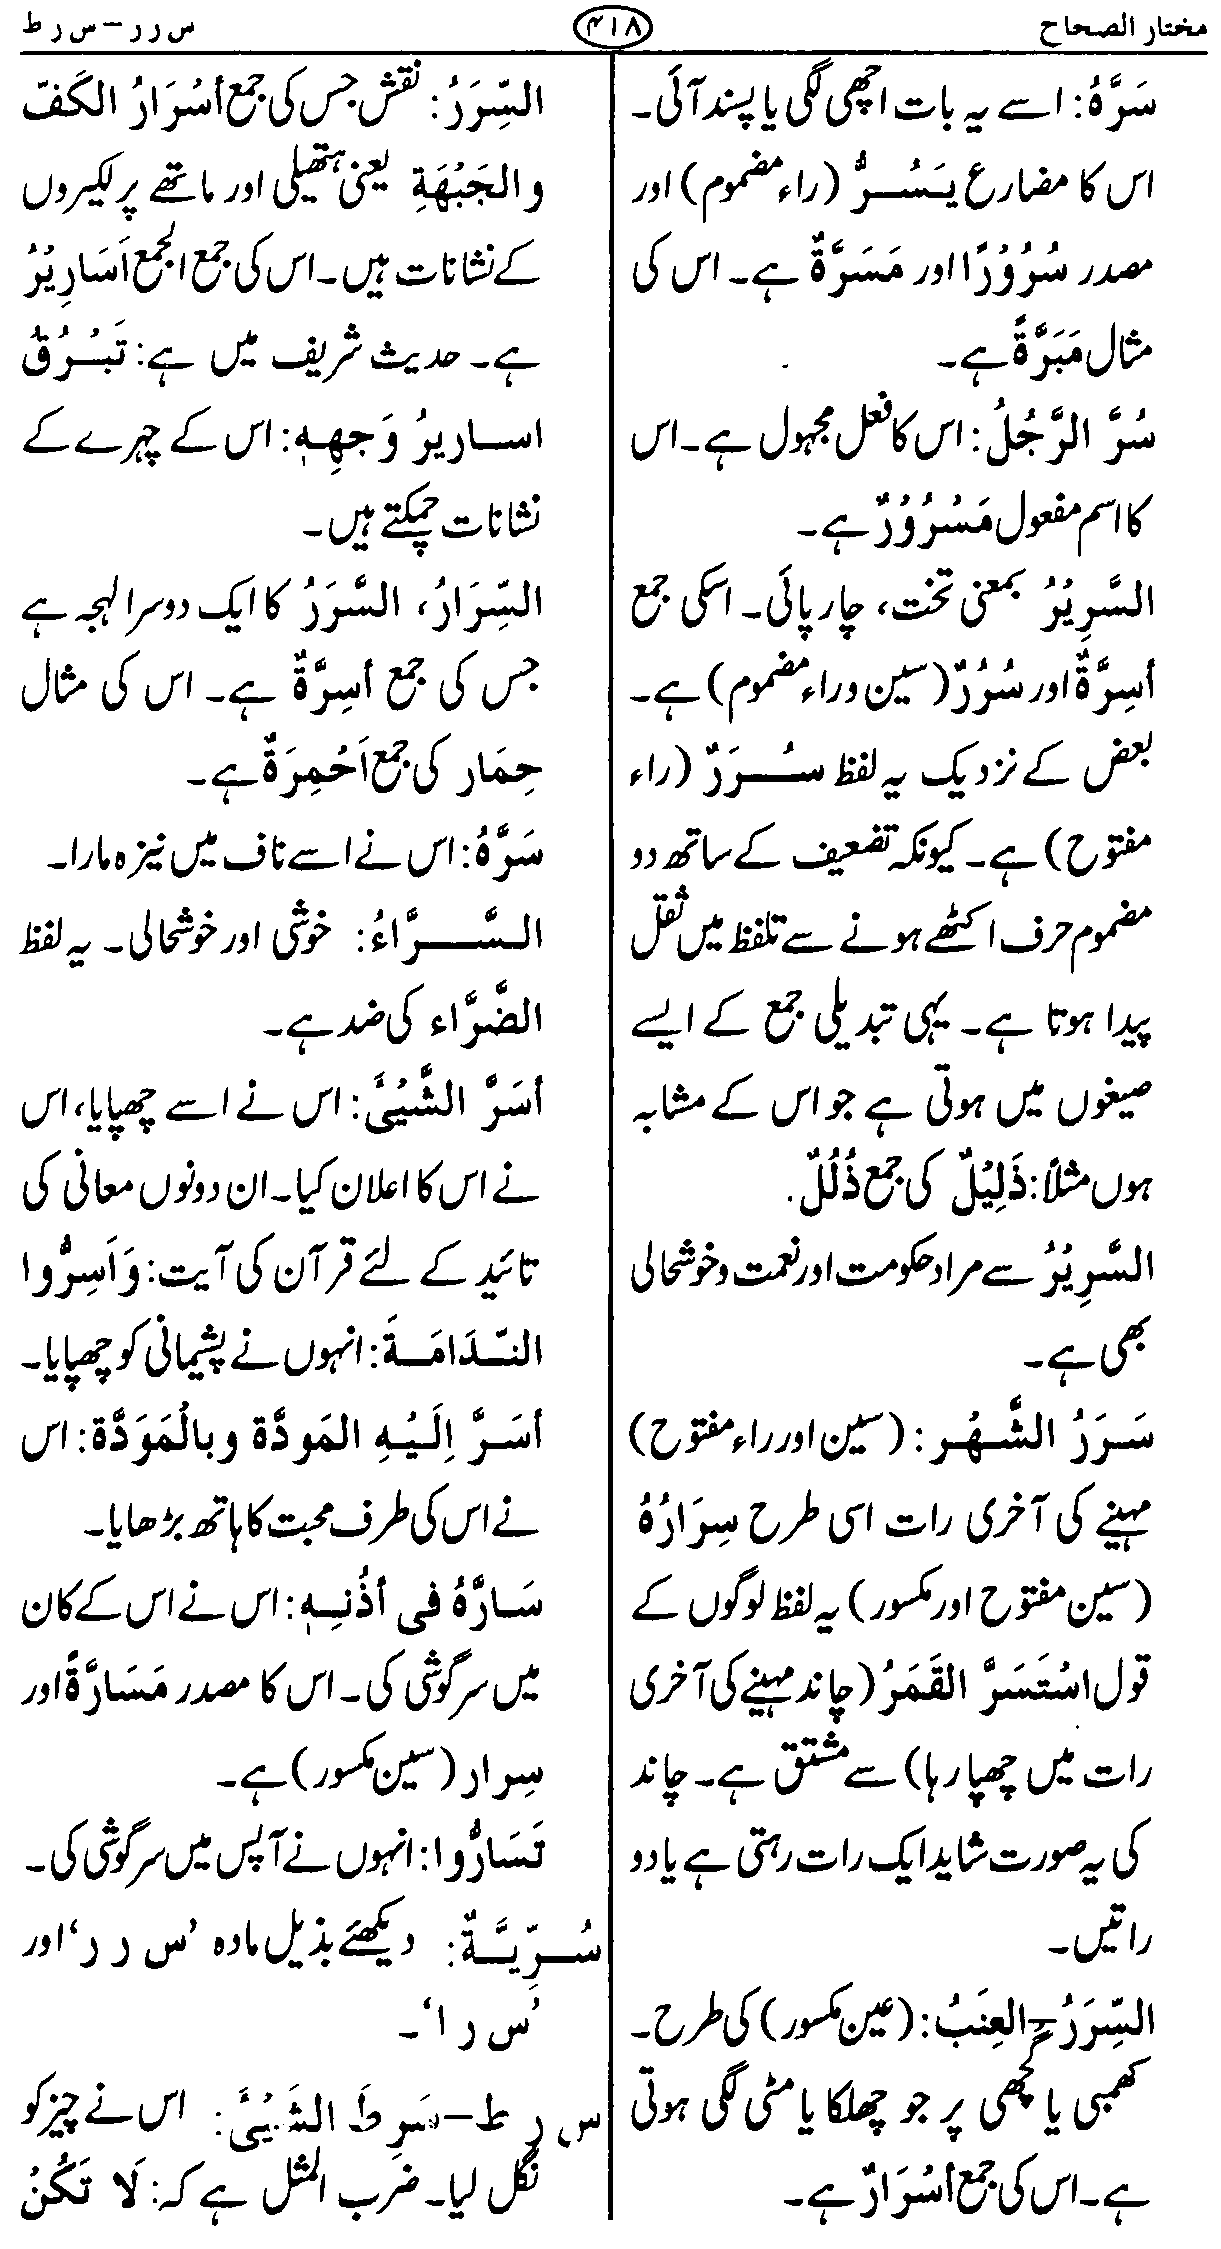 مختار الصحاح
۴۱۸
س ر ر – س ر ط
سَرَّهُ: اسے یہ بات اچھی لگی یا پسند آئی۔
اس کا مضارع يَسُرُّ (راء مضموم) اور
مصدر سُرُوْرًا اور مَسَرَّةٌ ہے۔ اس کی
مثال مَبَرَّةً ہے۔
سُرَّ الرَّجُلُ: اس کا فعل مجہول ہے۔ اس
کا اسم مفعول مَسْرُوْرٌ ہے۔
السَّرِيْرُ بمعنی تخت، چارپائی۔ اسکی جمع
أَسِرَّةٌ اور سُرُرٌ (سین وراء مضموم) ہے۔
بعض کے نزدیک یہ لفظ سُرَرٌ (راء
مفتوح) ہے۔ کیونکہ تضعیف کے ساتھ دو
مضموم حرف اکٹھے ہونے سے تلفظ میں ثقل
پیدا ہوتا ہے۔ یہی تبدیلی جمع کے ایسے
صیغوں میں ہوتی ہے جو اس کے مشابہ
ہوں مثلاً: ذَلِيْلٌ کی جمع ذُلُلٌ.
السَّرِيْرُ سے مراد حکومت اور نعمت و خوشحالی
بھی ہے۔
سَرَرُ الشَّهْر: (سین اور راء مفتوح)
مہینے کی آخری رات اسی طرح سِرَارُهُ
(سین مفتوح اور مکسور) یہ لفظ لوگوں کے
قول اسْتَسَرَّ القَمَرُ (چاند مہینے کی آخری
رات میں چھپا رہا) سے مشتق ہے۔ چاند
کی یہ صورت شاید ایک رات رہتی ہے یا دو
راتیں۔
السِّرَرُ – العِنَبُ: (عین مکسور) کی طرح۔
کھمبی یا گچھی پر جو چھلکا یا مٹی لگی ہوتی
ہے۔ اس کی جمع أَسْرَارٌ ہے۔
السِّرَرُ: نقش جس کی جمع أَسْرَارُ الكَفّ
والجَبْهَةِ یعنی ہتھیلی اور ماتھے پر لکیروں
کے نشانات ہیں۔ اس کی جمع الجمع اَسَارِيْرُ
ہے۔ حدیث شریف میں ہے: تَبْرُقُ
اساريرُ وَجهِهٖ: اس کے چہرے کے
نشانات چمکتے ہیں۔
السِّرَارُ، السَّرَرُ کا ایک دوسرا لہجہ ہے
جس کی جمع أَسِرَّةٌ ہے۔ اس کی مثال
حِمَار کی جمع اَحْمِرَةٌ ہے۔
سَرَّهُ: اس نے اسے ناف میں نیزہ مارا۔
السَّرَّاءُ: خوشی اور خوشحالی۔ یہ لفظ
الضَّرَّاء کی ضد ہے۔
أَسَرَّ الشَّيْئَ: اس نے اسے چھپایا، اس
نے اس کا اعلان کیا۔ ان دونوں معانی کی
تائید کے لئے قرآن کی آیت: وَاَسِرُّوا
النَّدَامَةَ: انہوں نے پشیمانی کو چھپایا۔
أَسَرَّ اِلَيْهِ المَودَّة وبالْمَوَدَّة: اس
نے اس کی طرف محبت کا ہاتھ بڑھایا۔
سَارَّهُ فی أُذُنِهٖ: اس نے اس کے کان
میں سرگوشی کی۔ اس کا مصدر مَسَارَّةً اور
سِرار (سین مکسور) ہے۔
تَسَارُّوا: انہوں نے آپس میں سرگوشی کی۔
سُرِّيَّةٌ: دیکھئے بذیل مادہ 'س ر ر' اور
'س ر ا'۔
س ر ط – سَرِطَ الشَيْئَ: اس نے چیز کو
نگل لیا۔ ضرب المثل ہے کہ: لَا تَكُنْ